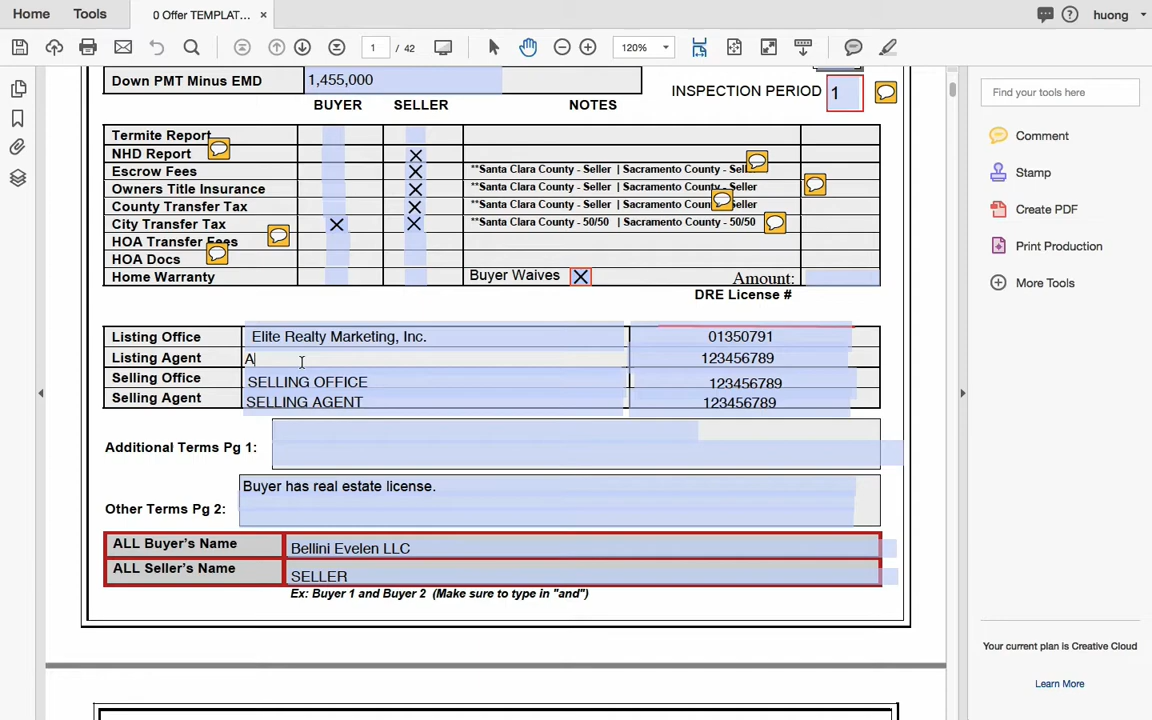 Home Tools 0 Offer TEMPLAT... × huong
1 / 42 120%
Down PMT Minus EMD 1,455,000
INSPECTION PERIOD 1
BUYER SELLER NOTES
Termite Report
NHD Report
Escrow Fees **Santa Clara County - Seller | Sacramento County - Sell
Owners Title Insurance **Santa Clara County - Seller | Sacramento County - Seller
County Transfer Tax **Santa Clara County - Seller | Sacramento County - Seller
City Transfer Tax **Santa Clara County - 50/50 | Sacramento County - 50/50
HOA Transfer Fees
HOA Docs
Home Warranty Buyer Waives Amount:
DRE License #
Listing Office Elite Realty Marketing, Inc. 01350791
Listing Agent A 123456789
Selling Office SELLING OFFICE 123456789
Selling Agent SELLING AGENT 123456789
Additional Terms Pg 1:
Buyer has real estate license.
Other Terms Pg 2:
ALL Buyer's Name Bellini Evelen LLC
ALL Seller's Name SELLER
Ex: Buyer 1 and Buyer 2 (Make sure to type in "and")
Find your tools here
Comment
Stamp
Create PDF
Print Production
More Tools
Your current plan is Creative Cloud
Learn More